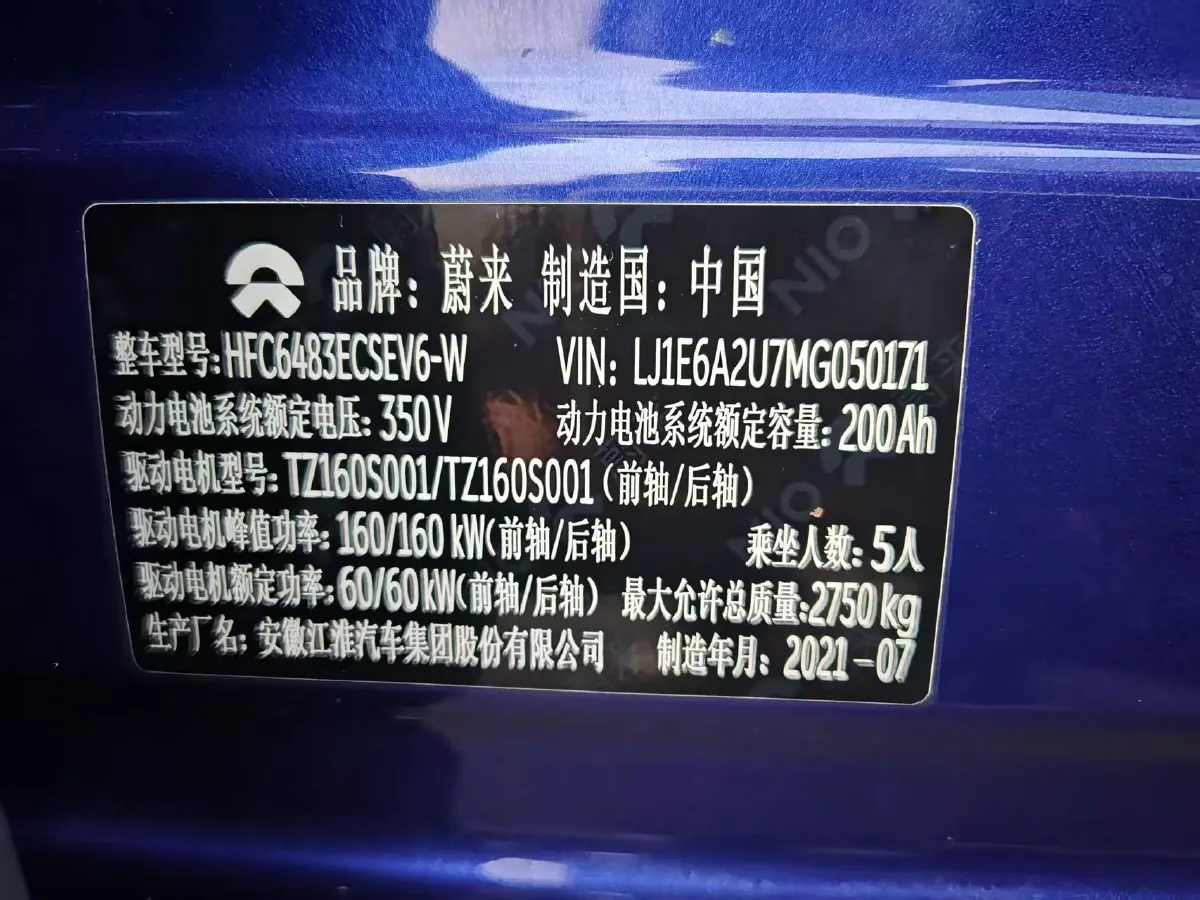 品牌：蔚来 制造国：中国
整车型号：HFC6483ECSEV6-W VIN：LJ1E6A2U7MG050171
动力电池系统额定电压：350V 动力电池系统额定容量：200Ah
驱动电机型号：TZ160S001/TZ160S001（前轴/后轴）
驱动电机峰值功率：160/160 kW（前轴/后轴） 乘坐人数：5人
驱动电机额定功率：60/60kW（前轴/后轴） 最大允许总质量：2750kg
生产厂名：安徽江淮汽车集团股份有限公司 制造年月：2021-07
NIO
NIO